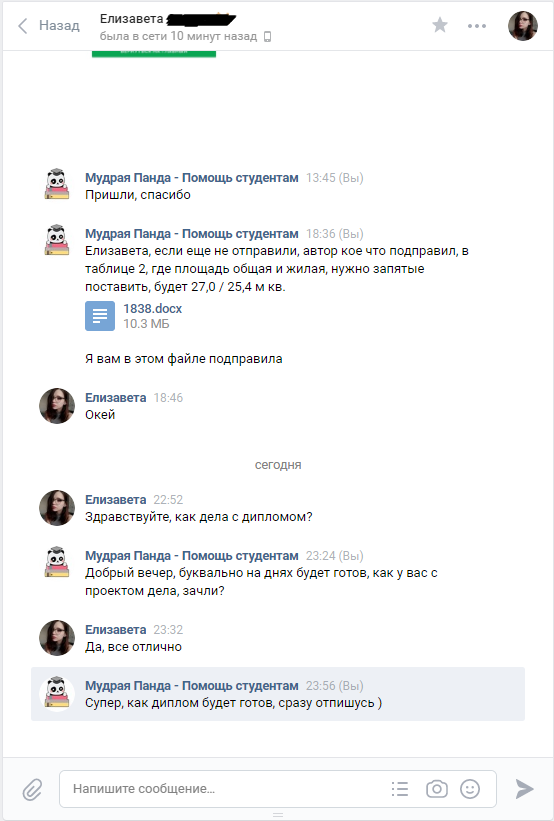 Назад
Елизавета
была в сети 10 минут назад
Мудрая Панда - Помощь студентам 13:45 (Вы)
Пришли, спасибо
Мудрая Панда - Помощь студентам 18:36 (Вы)
Елизавета, если еще не отправили, автор кое что подправил, в
таблице 2, где площадь общая и жилая, нужно запятые
поставить, будет 27,0 / 25,4 м кв.
1838.docx
10.3 МБ
Я вам в этом файле подправила
Елизавета 18:46
Окей
сегодня
Елизавета 22:52
Здравствуйте, как дела с дипломом?
Мудрая Панда - Помощь студентам 23:24 (Вы)
Добрый вечер, буквально на днях будет готов, как у вас с
проектом дела, зачли?
Елизавета 23:32
Да, все отлично
Мудрая Панда - Помощь студентам 23:56 (Вы)
Супер, как диплом будет готов, сразу отпишусь )
Напишите сообщение...